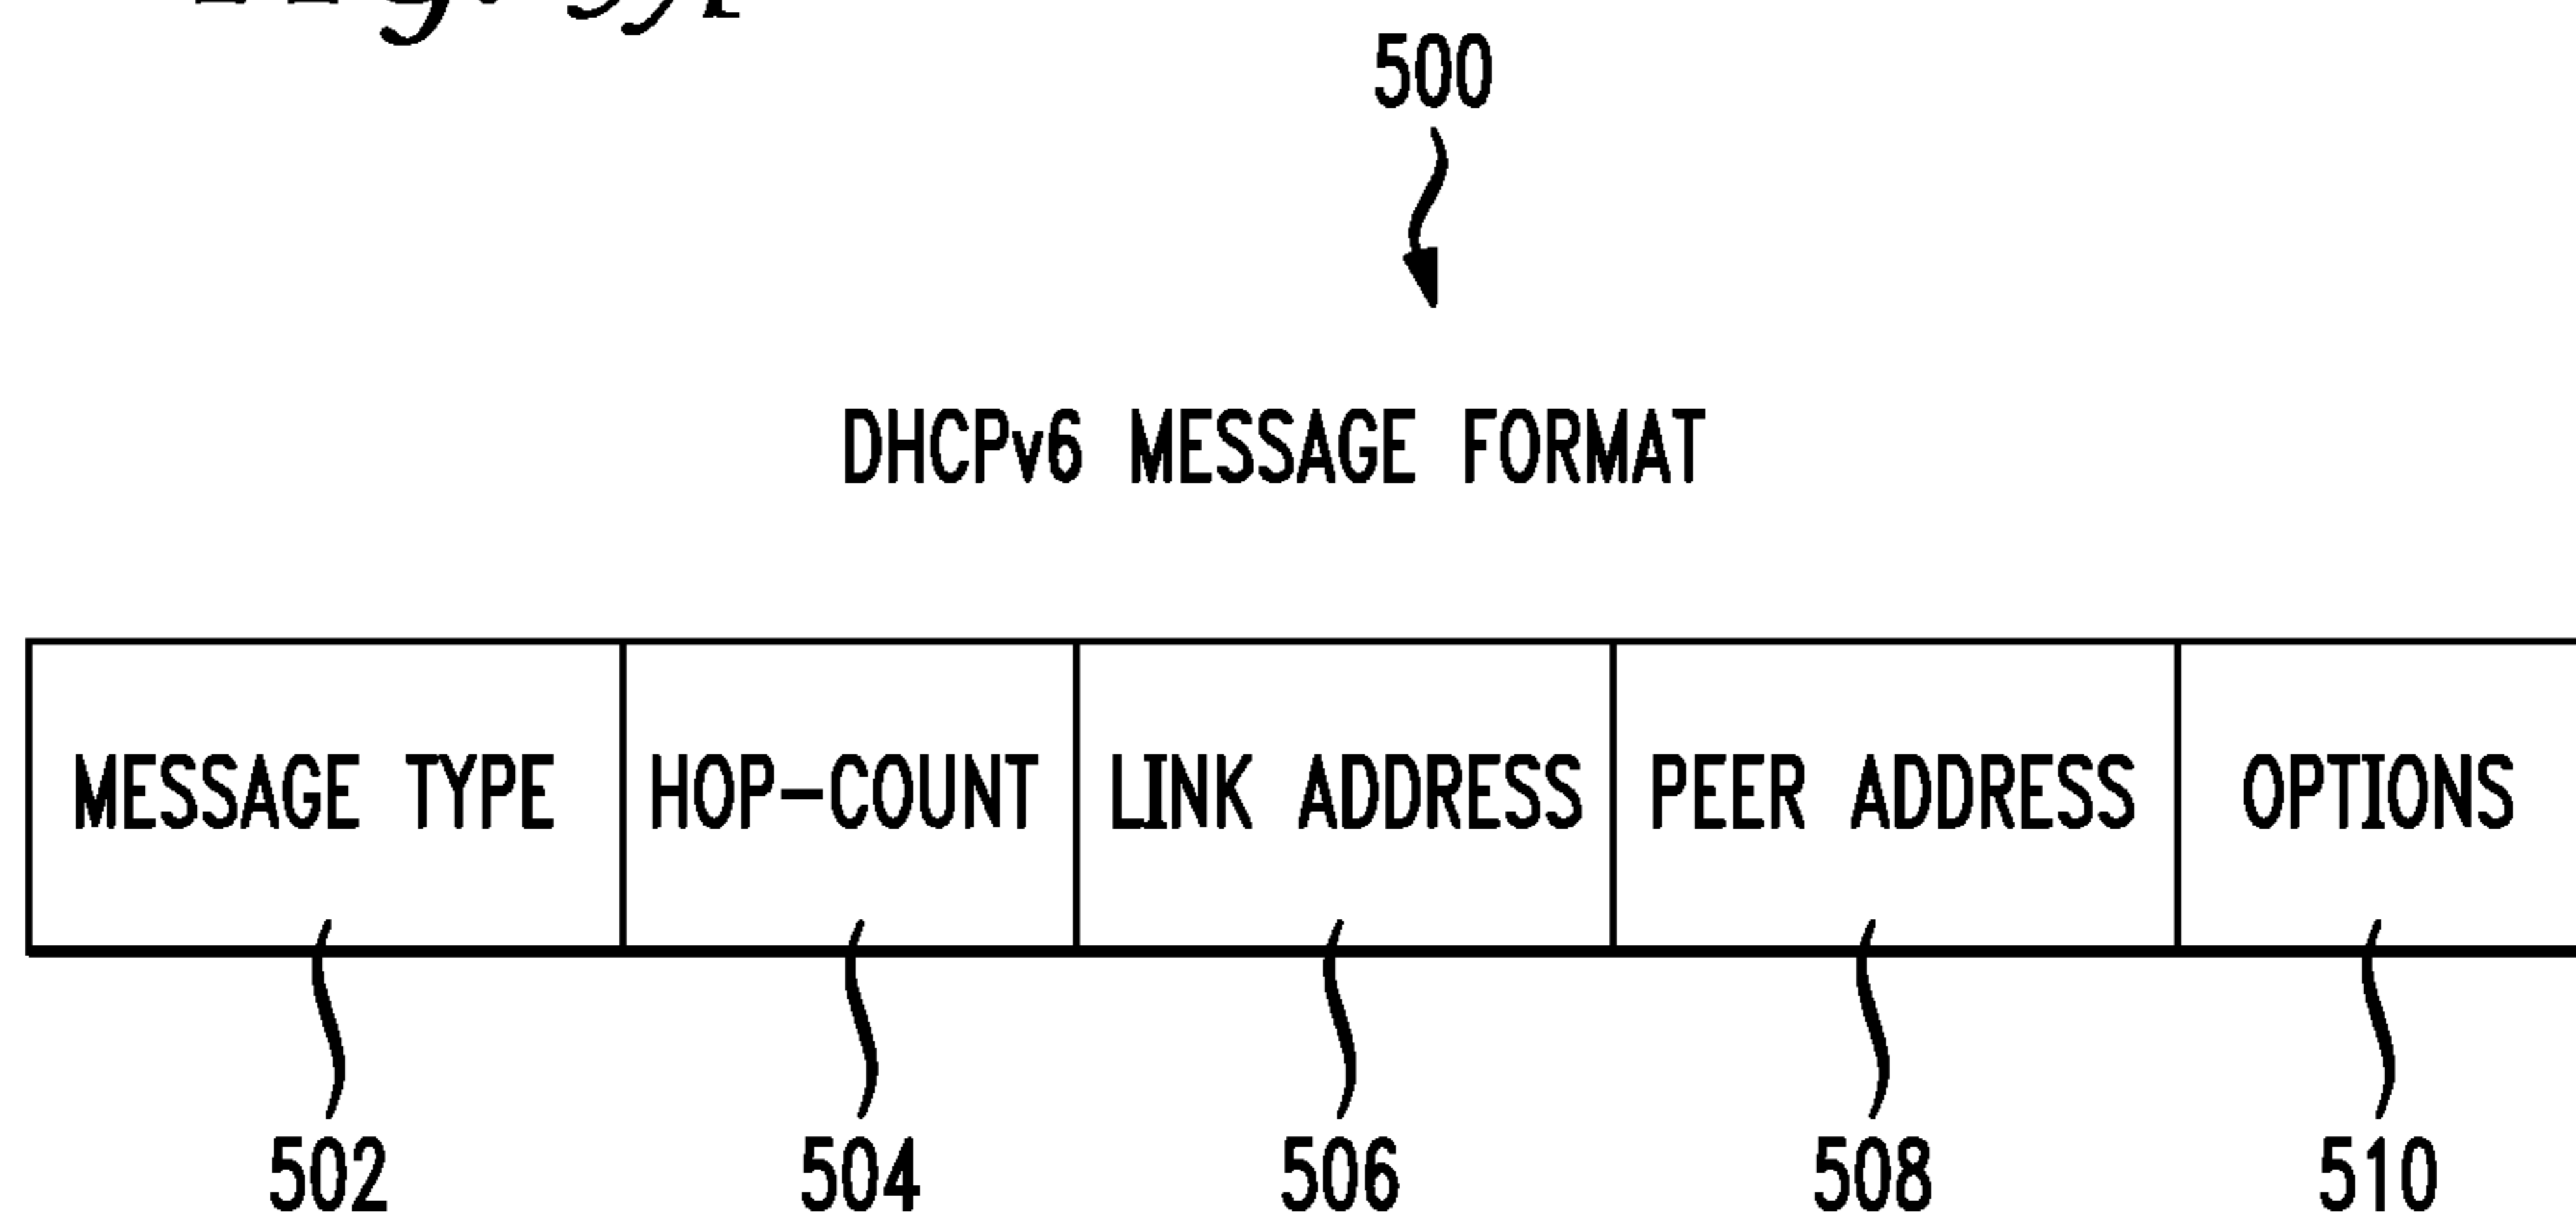 500
DHCPv6 MESSAGE FORMAT
MESSAGE TYPE HOP-COUNT LINK ADDRESS PEER ADDRESS OPTIONS
502 504 506 508 510